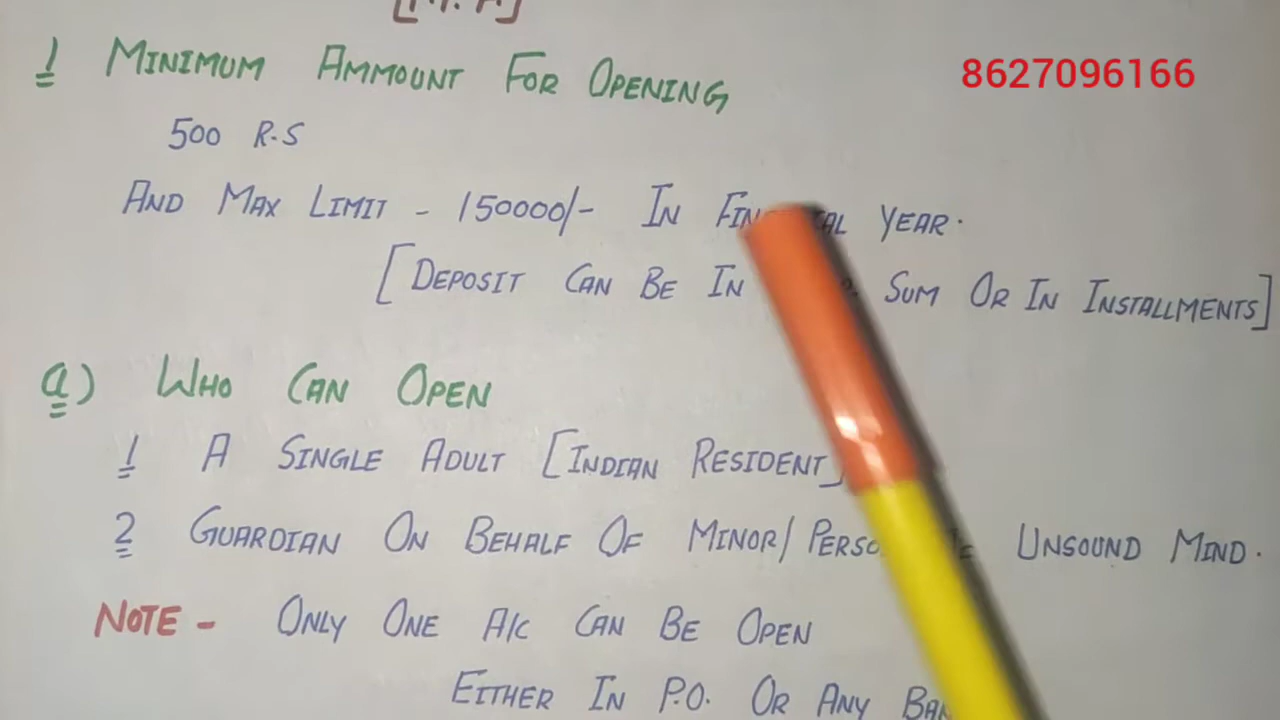 1 MINIMUM AMMOUNT FOR OPENING
8627096166
500 R.S
AND MAX LIMIT - 150000/- IN YEAR.
[DEPOSIT CAN BE IN SUM OR IN INSTALLMENTS]
a) WHO CAN OPEN
1 A SINGLE ADULT [INDIAN RESIDENT]
2 GUARDIAN ON BEHALF OF MINOR/ UNSOUND MIND.
NOTE - ONLY ONE A/C CAN BE OPEN
EITHER IN P.O. OR ANY